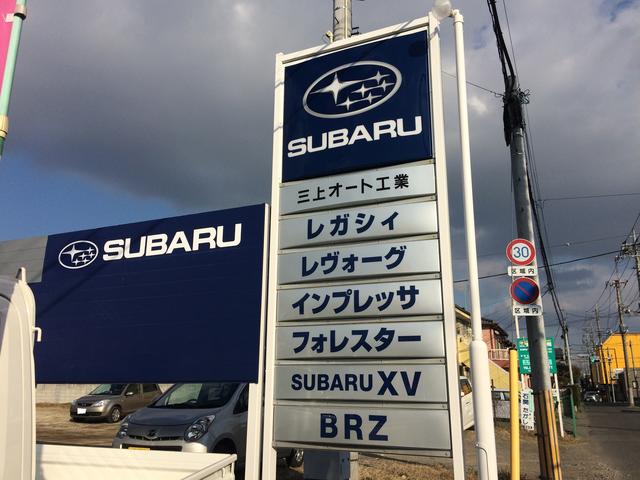 SUBARU
SUBARU
三上オート工業
レガシィ
レヴォーグ
インプレッサ
フォレスター
SUBARU XV
BRZ
30
区域内
区域内